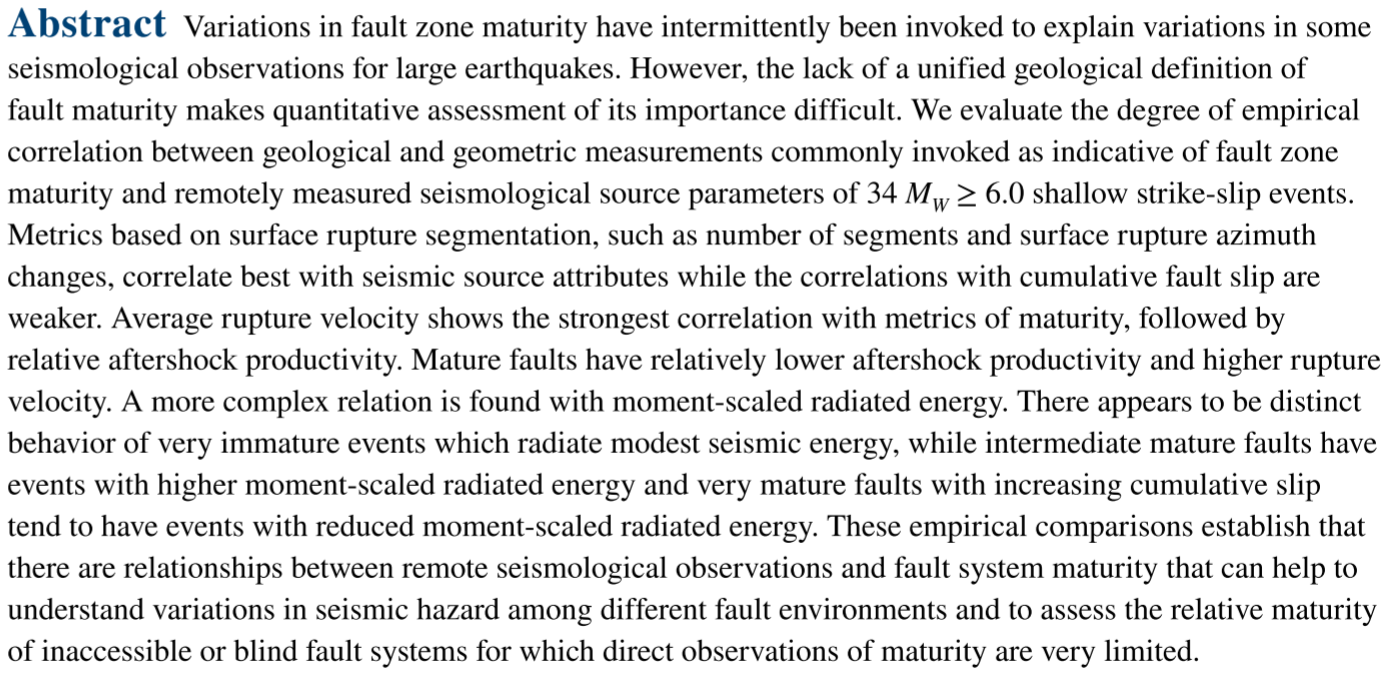 Abstract Variations in fault zone maturity have intermittently been invoked to explain variations in some
seismological observations for large earthquakes. However, the lack of a unified geological definition of
fault maturity makes quantitative assessment of its importance difficult. We evaluate the degree of empirical
correlation between geological and geometric measurements commonly invoked as indicative of fault zone
maturity and remotely measured seismological source parameters of 34 M_W ≥ 6.0 shallow strike-slip events.
Metrics based on surface rupture segmentation, such as number of segments and surface rupture azimuth
changes, correlate best with seismic source attributes while the correlations with cumulative fault slip are
weaker. Average rupture velocity shows the strongest correlation with metrics of maturity, followed by
relative aftershock productivity. Mature faults have relatively lower aftershock productivity and higher rupture
velocity. A more complex relation is found with moment-scaled radiated energy. There appears to be distinct
behavior of very immature events which radiate modest seismic energy, while intermediate mature faults have
events with higher moment-scaled radiated energy and very mature faults with increasing cumulative slip
tend to have events with reduced moment-scaled radiated energy. These empirical comparisons establish that
there are relationships between remote seismological observations and fault system maturity that can help to
understand variations in seismic hazard among different fault environments and to assess the relative maturity
of inaccessible or blind fault systems for which direct observations of maturity are very limited.